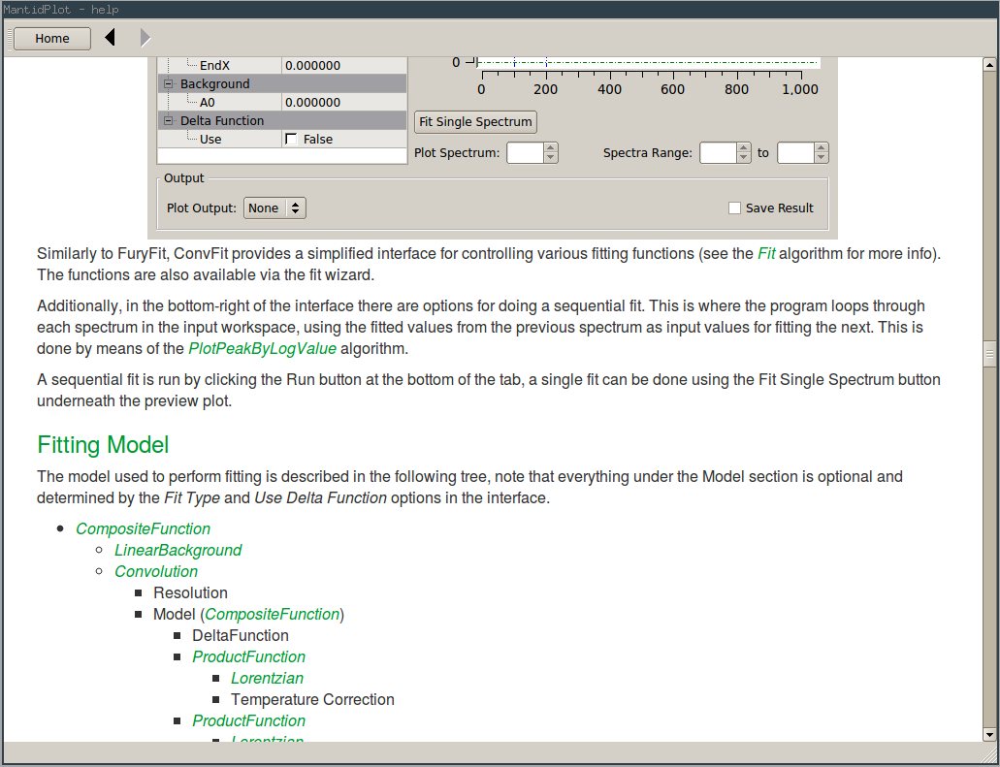 MantidPlot - help
Home
EndX 0.000000
Background
A0 0.000000
Delta Function
Use False
0
0 200 400 600 800 1,000
Fit Single Spectrum
Plot Spectrum: Spectra Range: to
Output
Plot Output: None Save Result
Similarly to FuryFit, ConvFit provides a simplified interface for controlling various fitting functions (see the Fit algorithm for more info).
The functions are also available via the fit wizard.
Additionally, in the bottom-right of the interface there are options for doing a sequential fit. This is where the program loops through
each spectrum in the input workspace, using the fitted values from the previous spectrum as input values for fitting the next. This is
done by means of the PlotPeakByLogValue algorithm.
A sequential fit is run by clicking the Run button at the bottom of the tab, a single fit can be done using the Fit Single Spectrum button
underneath the preview plot.
Fitting Model
The model used to perform fitting is described in the following tree, note that everything under the Model section is optional and
determined by the Fit Type and Use Delta Function options in the interface.
CompositeFunction
LinearBackground
Convolution
Resolution
Model (CompositeFunction)
DeltaFunction
ProductFunction
Lorentzian
Temperature Correction
ProductFunction
Lorentzian